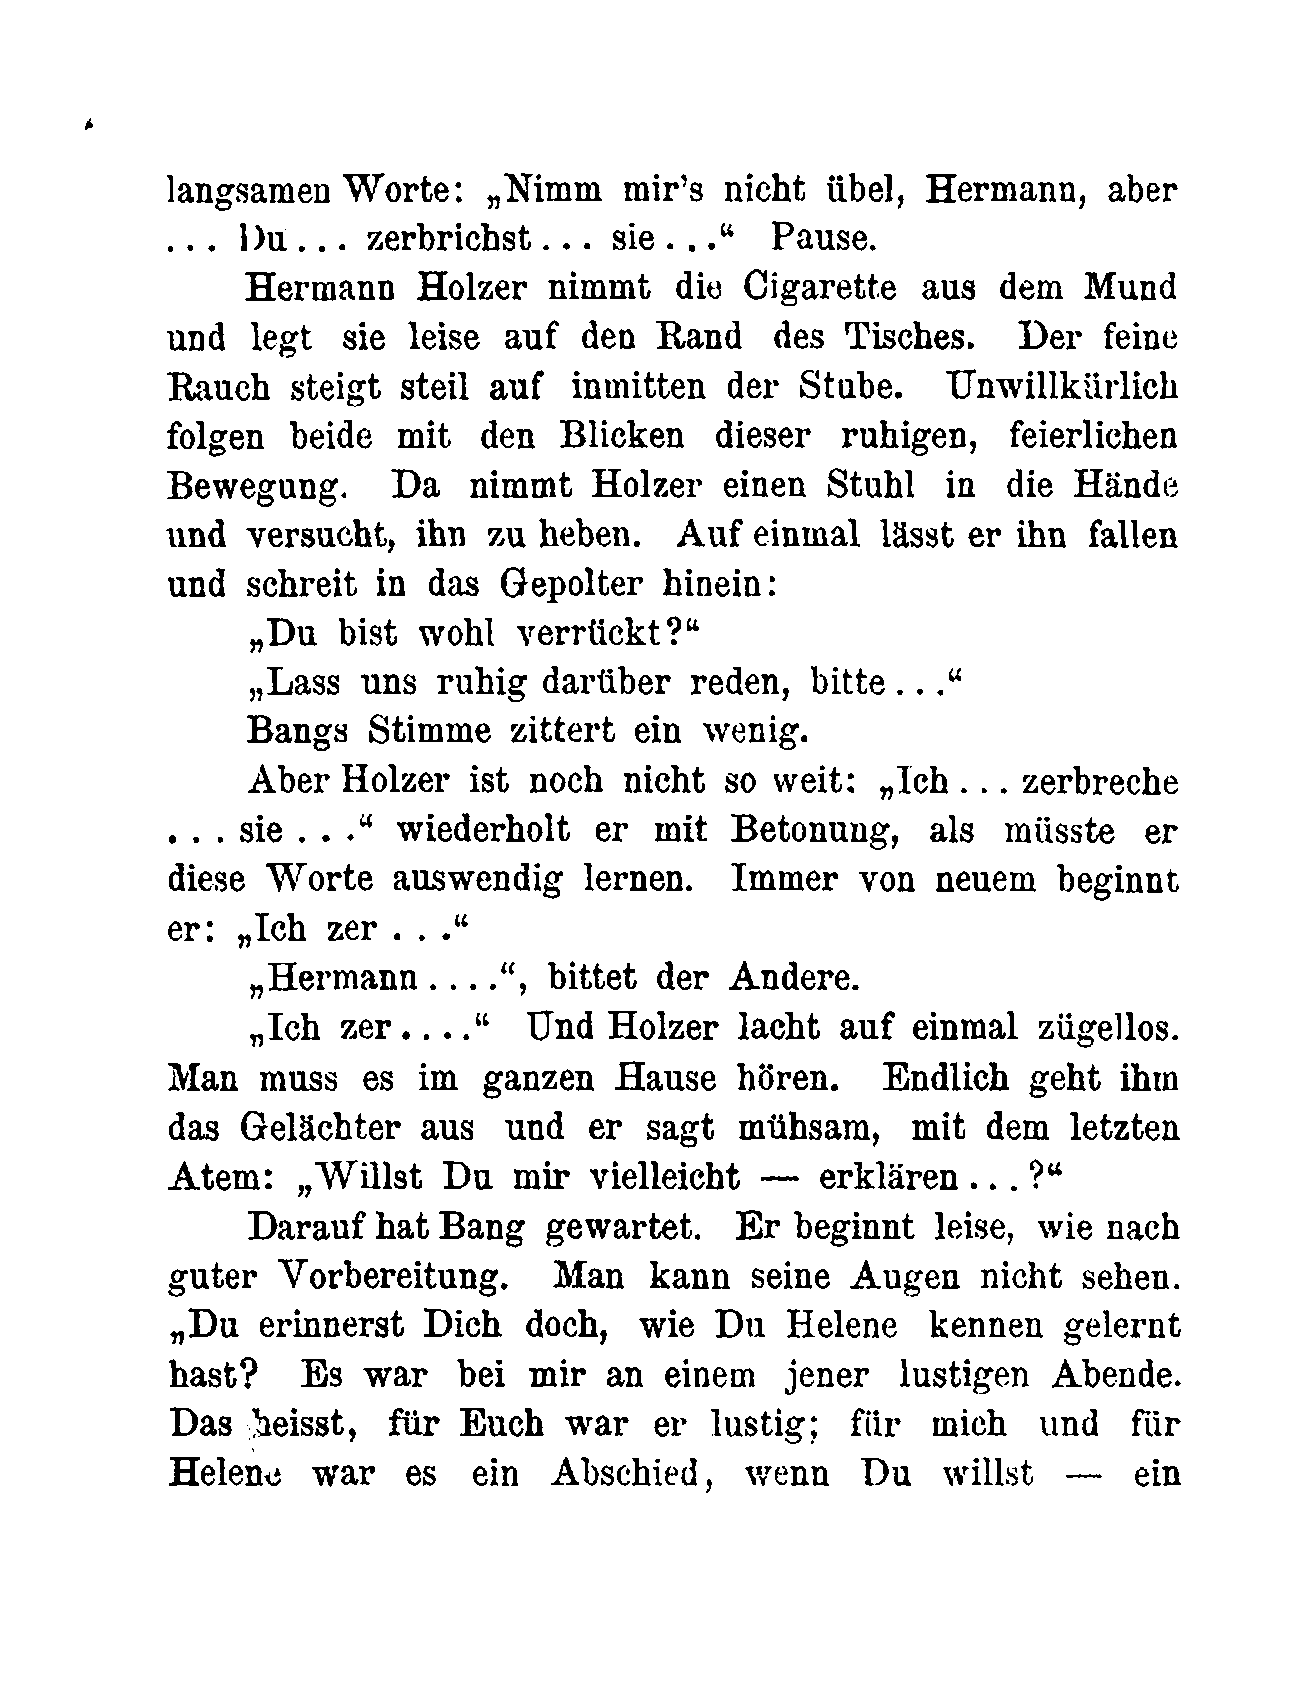 langsamen Worte: „Nimm mir's nicht übel, Hermann, aber
... Du... zerbrichst... sie...“ Pause.
Hermann Holzer nimmt die Cigarette aus dem Mund
und legt sie leise auf den Rand des Tisches. Der feine
Rauch steigt steil auf inmitten der Stube. Unwillkürlich
folgen beide mit den Blicken dieser ruhigen, feierlichen
Bewegung. Da nimmt Holzer einen Stuhl in die Hände
und versucht, ihn zu heben. Auf einmal lässt er ihn fallen
und schreit in das Gepolter hinein:
„Du bist wohl verrückt?“
„Lass uns ruhig darüber reden, bitte...“
Bangs Stimme zittert ein wenig.
Aber Holzer ist noch nicht so weit: „Ich... zerbreche
... sie...“ wiederholt er mit Betonung, als müsste er
diese Worte auswendig lernen. Immer von neuem beginnt
er: „Ich zer...“
„Hermann....“, bittet der Andere.
„Ich zer....“ Und Holzer lacht auf einmal zügellos.
Man muss es im ganzen Hause hören. Endlich geht ihm
das Gelächter aus und er sagt mühsam, mit dem letzten
Atem: „Willst Du mir vielleicht — erklären...?“
Darauf hat Bang gewartet. Er beginnt leise, wie nach
guter Vorbereitung. Man kann seine Augen nicht sehen.
„Du erinnerst Dich doch, wie Du Helene kennen gelernt
hast? Es war bei mir an einem jener lustigen Abende.
Das heisst, für Euch war er lustig; für mich und für
Helene war es ein Abschied, wenn Du willst — ein